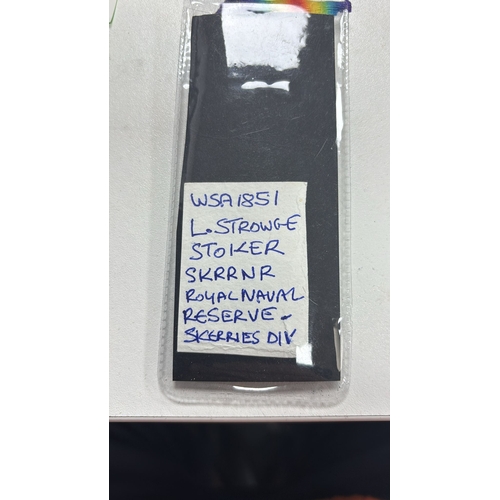 WSA1851
L. STROWGE
STOKER
SKRRNR
ROYAL NAVAL
RESERVE -
SKERRIES DIV